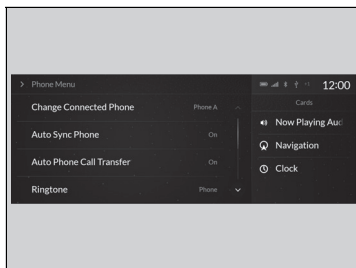 Phone Menu
12:00
Change Connected Phone
Phone A
Auto Sync Phone
On
Auto Phone Call Transfer
On
Ringtone
Phone
Cards
Now Playing Aud
Navigation
Clock